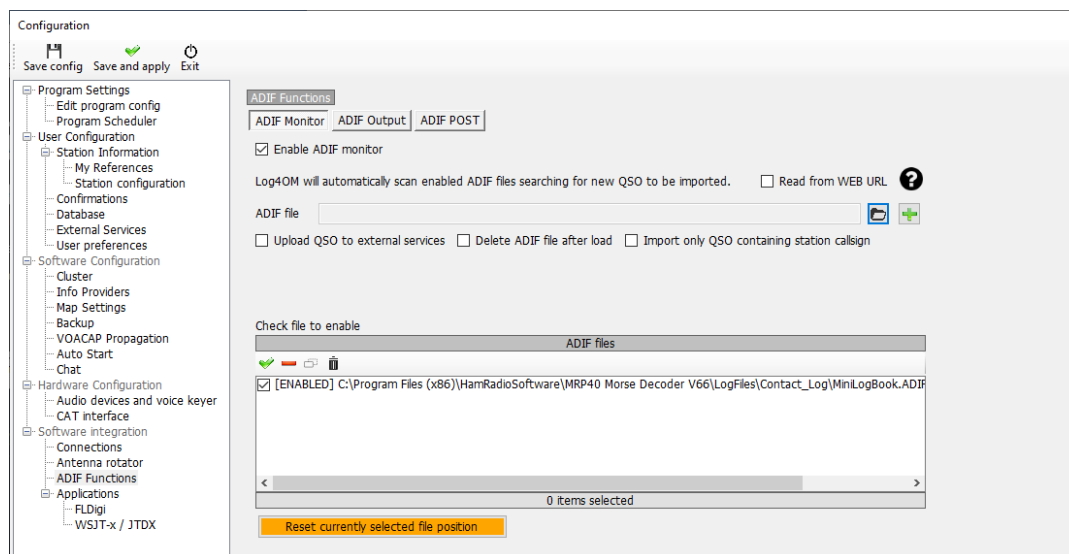 Configuration
Save config Save and apply Exit
Program Settings
Edit program config
Program Scheduler
User Configuration
Station Information
My References
Station configuration
Confirmations
Database
External Services
User preferences
Software Configuration
Cluster
Info Providers
Map Settings
Backup
VOACAP Propagation
Auto Start
Chat
Hardware Configuration
Audio devices and voice keyer
CAT interface
Software integration
Connections
Antenna rotator
ADIF Functions
Applications
FLDigi
WSJT-x / JTDX
ADIF Functions
ADIF Monitor ADIF Output ADIF POST
Enable ADIF monitor
Log4OM will automatically scan enabled ADIF files searching for new QSO to be imported. Read from WEB URL ?
ADIF file
Upload QSO to external services Delete ADIF file after load Import only QSO containing station callsign
Check file to enable
ADIF files
[ENABLED] C:\Program Files (x86)\HamRadioSoftware\MRP40 Morse Decoder V66\LogFiles\Contact_Log\MiniLogBook.ADIF
0 items selected
Reset currently selected file position